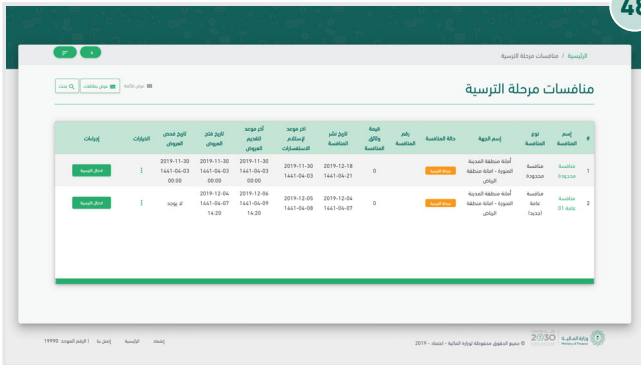 48
الرئيسية / منافسات مرحلة الترسية
منافسات مرحلة الترسية
عرض قائمة
عرض بطاقات
بحث
# إسم المنافسة نوع المنافسة إسم الجهة حالة المنافسة رقم المنافسة قيمة وثائق المنافسة تاريخ نشر المنافسة اخر موعد لإستلام الاستفسارات أخر موعد لتقديم العروض تاريخ فتح العروض تاريخ فحص العروض الخيارات إجراءات
1 منافسة محدودة منافسة محدودة أمانة منطقة المدينة المنورة - امانة منطقة الرياض مرحلة الترسية 0 2019-12-18 1441-04-21 2019-11-30 1441-04-03 2019-11-30 1441-04-03 00:00 2019-11-30 1441-04-03 00:00 2019-11-30 1441-04-03 00:00
2 منافسة عامة 01 منافسة عامة (جديد) أمانة منطقة المدينة المنورة - امانة منطقة الرياض مرحلة الترسية 0 2019-12-04 1441-04-07 2019-12-05 1441-04-08 2019-12-06 1441-04-09 14:20 2019-12-04 1441-04-07 14:20 لا يوجد
وزارة المالية
Ministry of Finance
2030
© جميع الحقوق محفوظة لوزارة المالية - اعتماد - 2019
إعتماد الرئيسية إتصل بنا | الرقم الموحد: 19990